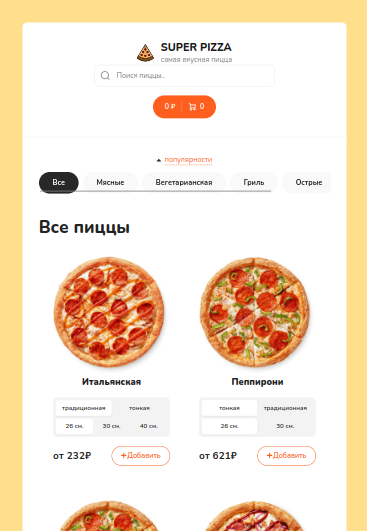 SUPER PIZZA
самая вкусная пицца
Поиск пиццы..
0 ₽ 0
популярности
Все Мясные Вегетарианская Гриль Острые
Все пиццы
Итальянская
традиционная тонкая
26 см. 30 см. 40 см.
от 232₽ +Добавить
Пеппирони
тонкая традиционная
26 см. 30 см.
от 621₽ +Добавить